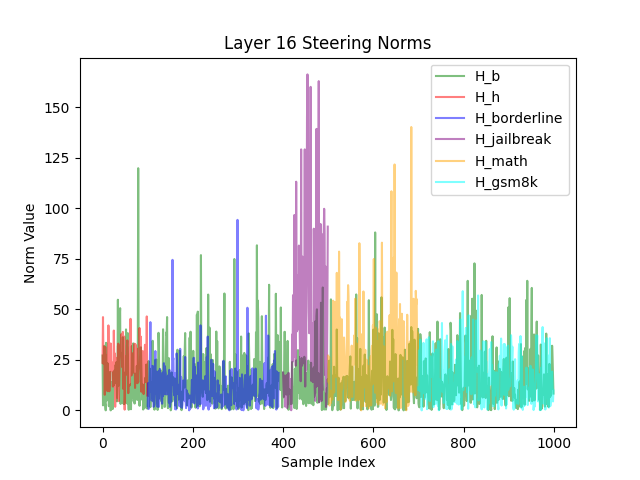 Layer 16 Steering Norms
H_b
H_h
H_borderline
H_jailbreak
H_math
H_gsm8k
Norm Value
150
125
100
75
50
25
0
0
200
400
600
800
1000
Sample Index